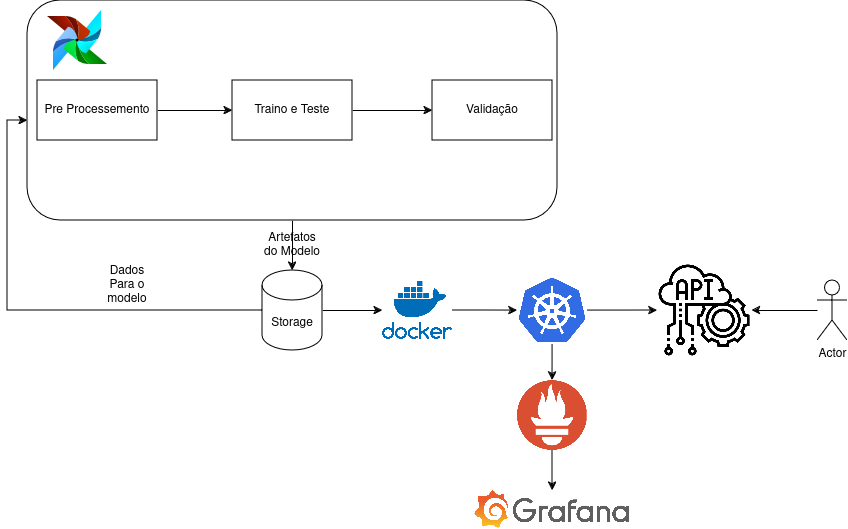 Pre Processemento
Traino e Teste
Validação
Artefatos
do Modelo
Dados
Para o
modelo
Storage
docker
API
Actor
Grafana